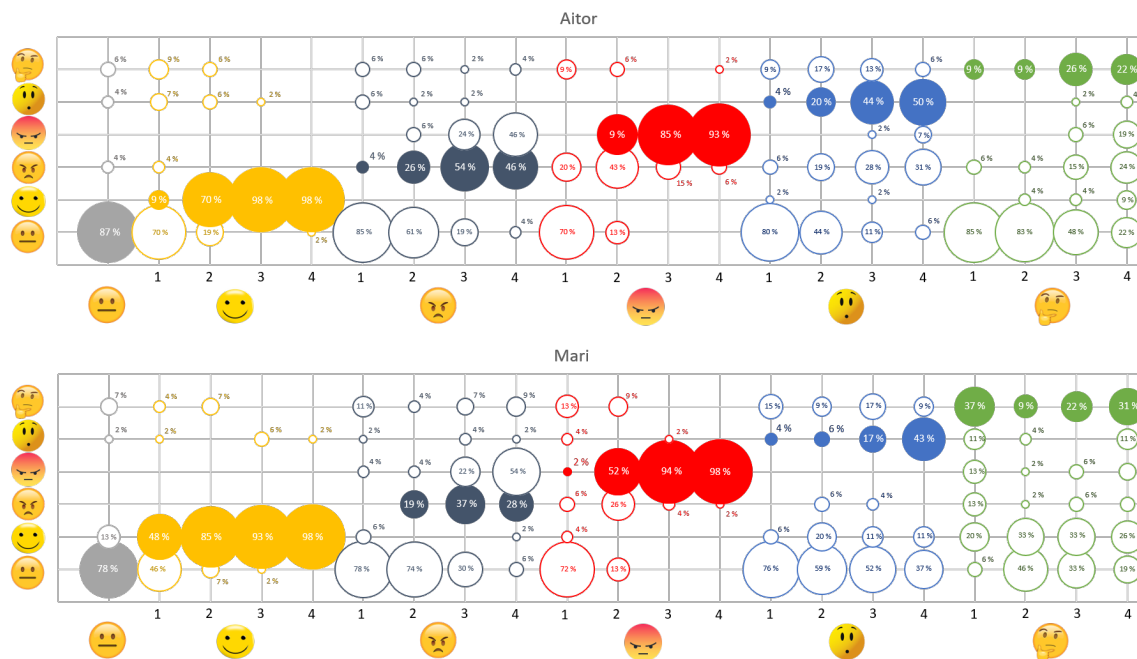 Aitor
6 % 9 % 6 % 6 % 6 % 2 % 4 % 9 % 6 % 2 % 9 % 17 % 13 % 6 % 9 % 9 % 26 % 22 %
4 % 7 % 6 % 2 % 6 % 2 % 2 % 4 % 20 % 44 % 50 % 2 %
6 % 24 % 46 % 9 % 85 % 93 % 2 % 7 % 6 % 19 %
4 % 4 % 4 % 26 % 54 % 46 % 20 % 43 % 15 % 6 % 6 % 19 % 28 % 31 % 6 % 4 % 15 % 24 %
9 % 70 % 98 % 98 % 2 % 2 % 4 % 4 % 9 %
87 % 70 % 19 % 2 % 85 % 61 % 19 % 4 % 70 % 13 % 80 % 44 % 11 % 6 % 85 % 83 % 48 % 22 %
1 2 3 4 1 2 3 4 1 2 3 4 1 2 3 4 1 2 3 4
Mari
7 % 4 % 7 % 11 % 4 % 7 % 9 % 13 % 9 % 15 % 9 % 17 % 9 % 37 % 9 % 22 % 31 %
2 % 2 % 6 % 2 % 2 % 4 % 2 % 4 % 2 % 4 % 6 % 17 % 43 % 11 % 4 % 11 %
4 % 4 % 22 % 54 % 2 % 52 % 94 % 98 % 13 % 2 % 6 %
19 % 37 % 28 % 6 % 26 % 4 % 2 % 6 % 4 % 13 % 2 % 6 %
13 % 48 % 85 % 93 % 98 % 6 % 2 % 4 % 6 % 20 % 11 % 11 % 20 % 33 % 33 % 26 %
78 % 46 % 7 % 2 % 78 % 74 % 30 % 6 % 72 % 13 % 76 % 59 % 52 % 37 % 6 % 46 % 33 % 19 %
1 2 3 4 1 2 3 4 1 2 3 4 1 2 3 4 1 2 3 4